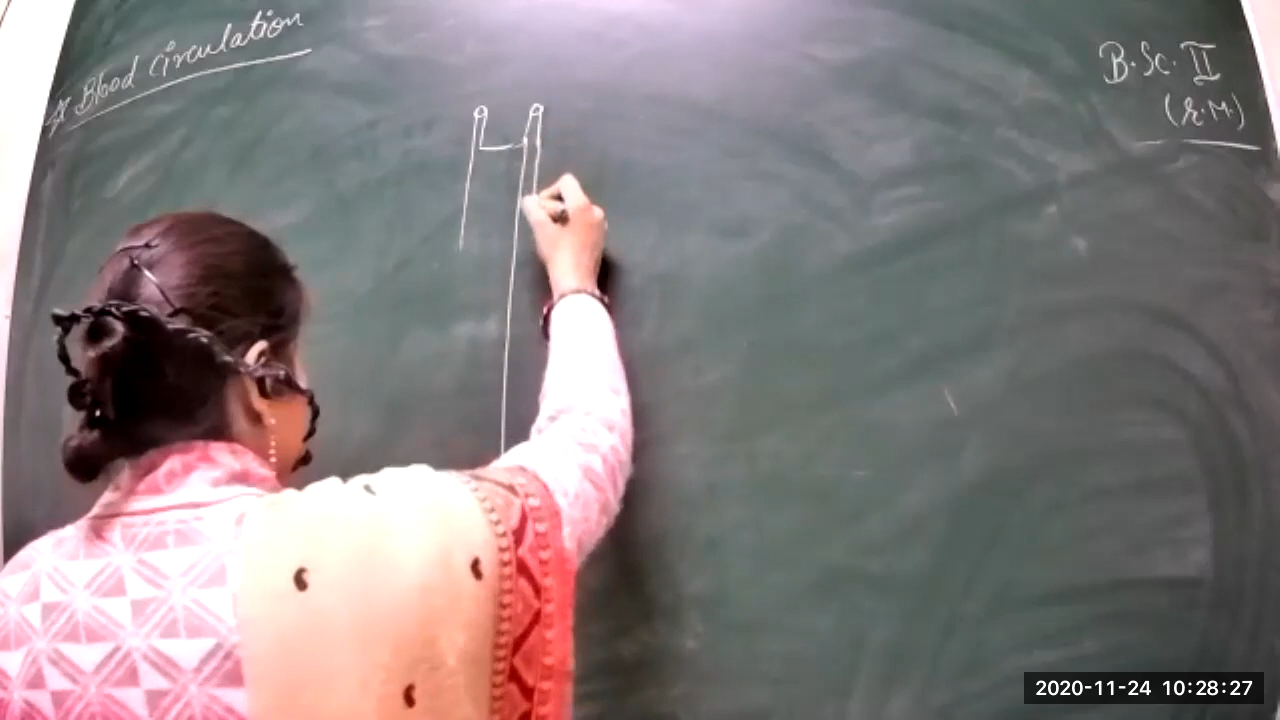 * Blood circulation
B.Sc. II
(R.M.)
2020-11-24 10:28:27